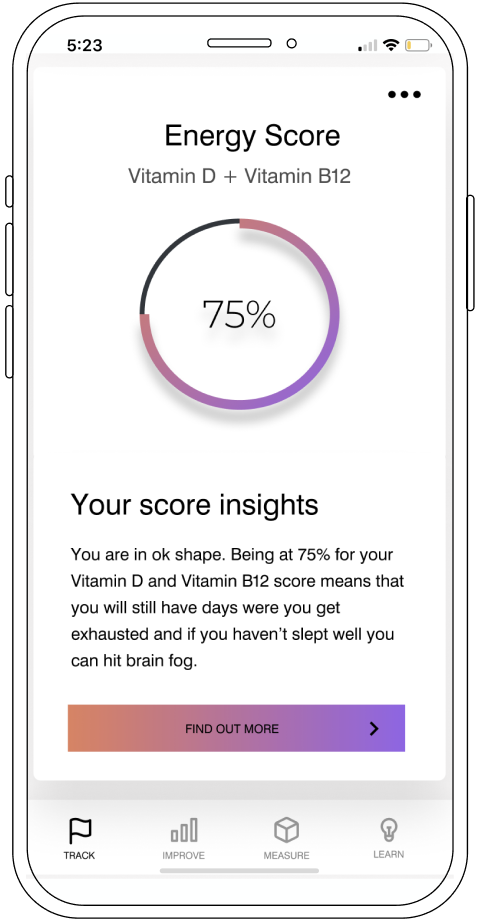 5:23
Energy Score
Vitamin D + Vitamin B12
75%
Your score insights
You are in ok shape. Being at 75% for your
Vitamin D and Vitamin B12 score means that
you will still have days were you get
exhausted and if you haven’t slept well you
can hit brain fog.
FIND OUT MORE
TRACK
IMPROVE
MEASURE
LEARN